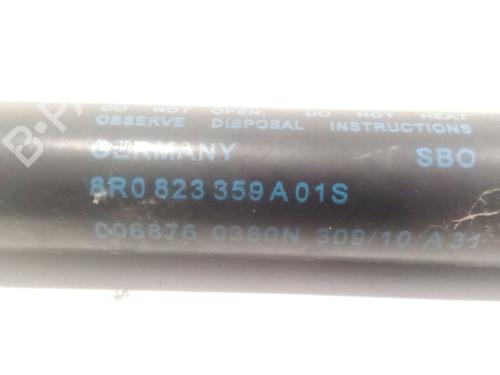 DO NOT OPEN. DO NOT HEAT
OBSERVE DISPOSAL INSTRUCTIONS
GERMANY SBO
8R0 823 359 A 01S
006876 0380N 309/10 A 31
B-PA